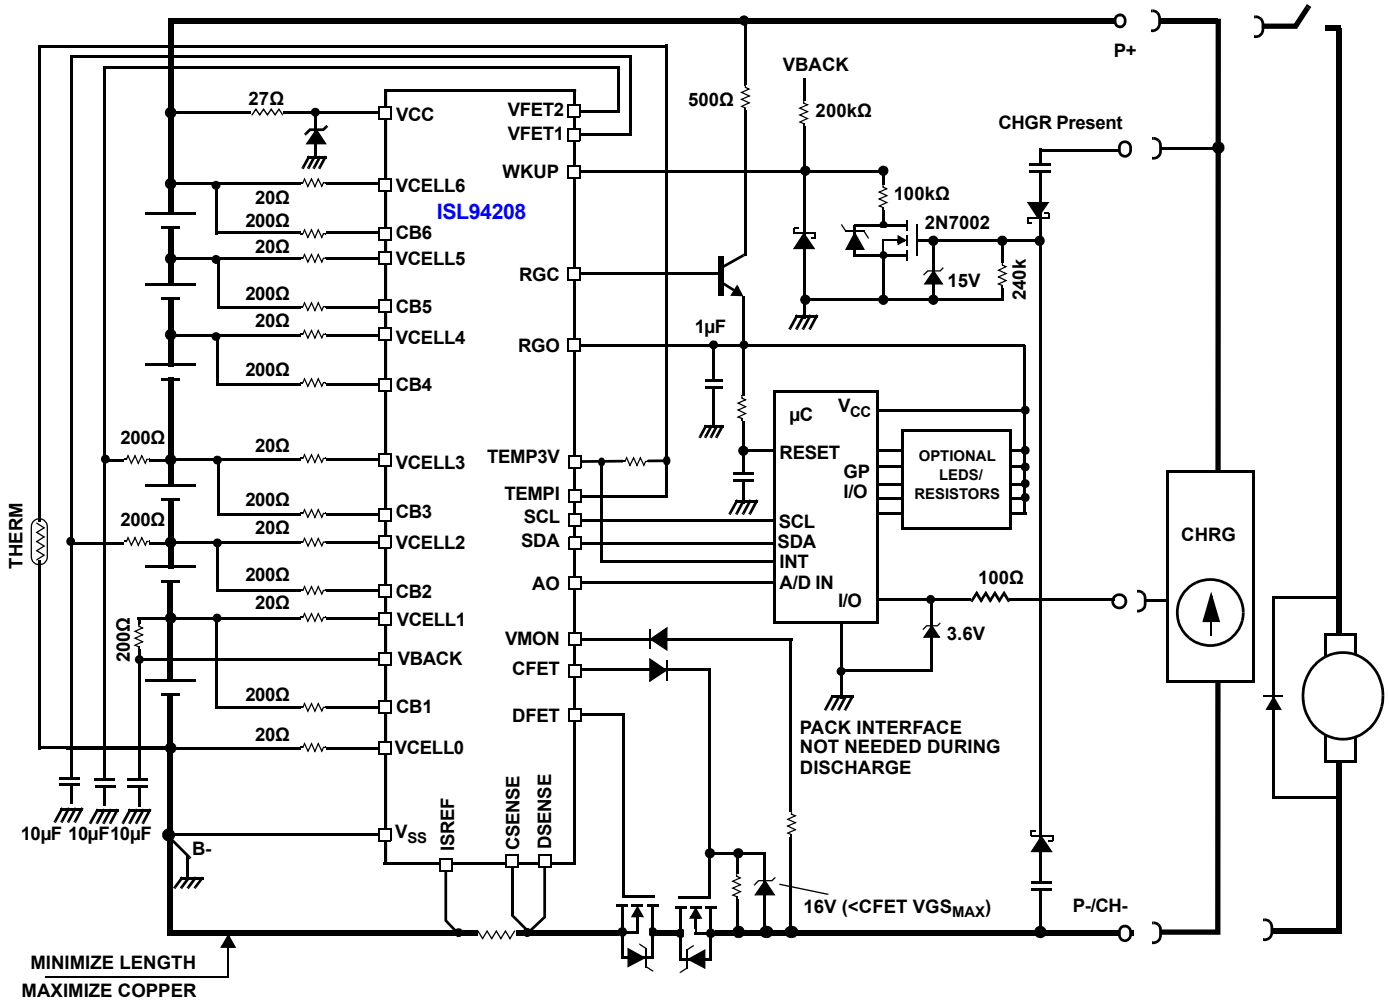 P+
VBACK
27Ω
500Ω
200kΩ
CHGR Present
VCC
VFET2
VFET1
WKUP
VCELL6
ISL94208
20Ω
200Ω
CB6
100kΩ
2N7002
20Ω
VCELL5
RGC
15V
240k
200Ω
CB5
20Ω
VCELL4
1µF
RGO
200Ω
CB4
µC
VCC
200Ω
20Ω
VCELL3
TEMP3V
RESET
GP
I/O
OPTIONAL
LEDS/
RESISTORS
TEMPI
200Ω
CB3
SCL
SCL
200Ω
20Ω
VCELL2
SDA
SDA
INT
CHRG
THERM
200Ω
CB2
AO
A/D IN
100Ω
I/O
20Ω
VCELL1
200Ω
VMON
3.6V
VBACK
CFET
200Ω
CB1
DFET
PACK INTERFACE
NOT NEEDED DURING
DISCHARGE
20Ω
VCELL0
10µF
10µF
10µF
VSS
ISREF
CSENSE
DSENSE
B-
16V (<CFET VGSMAX)
P-/CH-
MINIMIZE LENGTH
MAXIMIZE COPPER